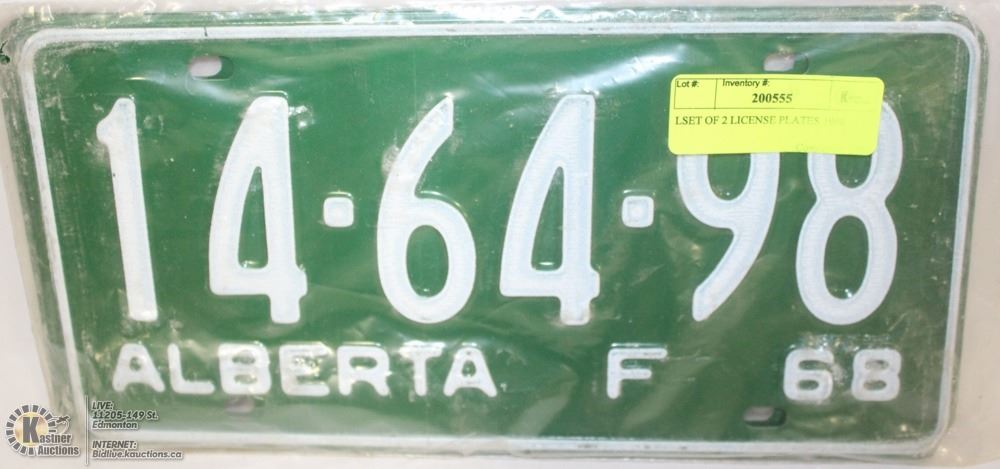 Lot #: Inventory #:
200555
LSET OF 2 LICENSE PLATES
14·64·98
ALBERTA F 68
Kastner
Auctions
LIVE:
11205-149 St.
Edmonton
INTERNET:
Bidlive.kauctions.ca